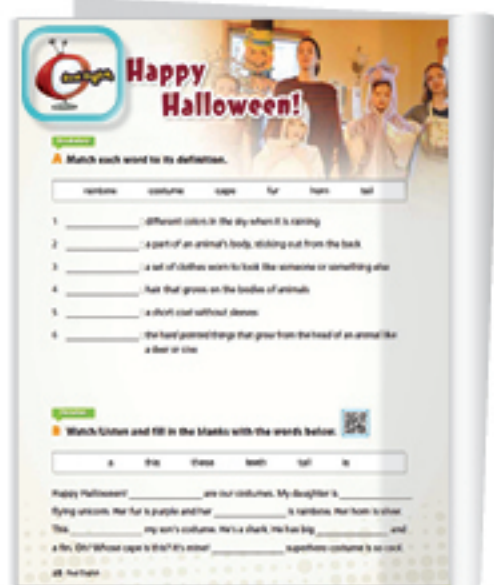 Happy
Halloween!
A Match each word to its definition.
rainbow costume cape fur horn tail
1 : different colors in the sky when it is raining
2 : a part of an animal's body, sticking out from the back
3 : a set of clothes worn to look like someone or something else
4 : hair that grows on the bodies of animals
5 : a short coat without sleeves
6 : the hard pointed things that grow from the head of an animal like
a deer or cow
B Watch/Listen and fill in the blanks with the words below.
a this these teeth tail is
Happy Halloween! are our costumes. My daughter is
flying unicorn. Her fur is purple and her is rainbow. Her horn is silver.
This my son's costume. He's a shark. He has big and
a fin. Oh! Whose cape is this? It's mine! superhero costume is so cool.